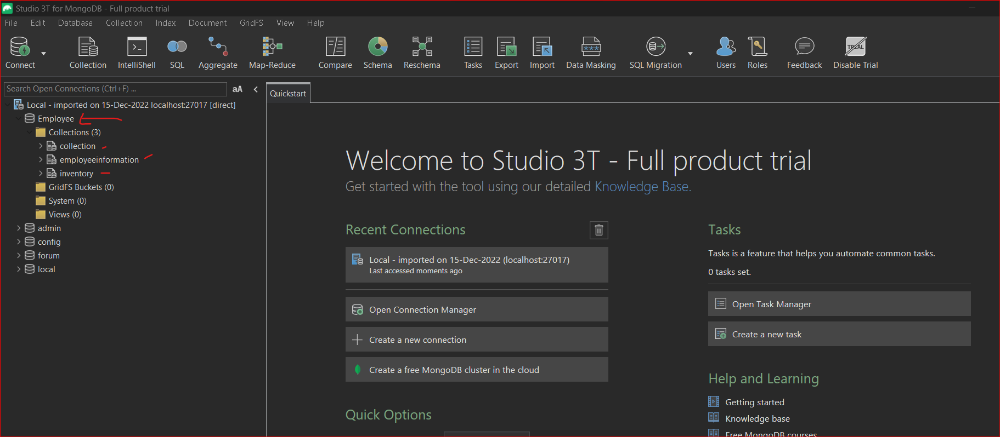 Studio 3T for MongoDB - Full product trial
File Edit Database Collection Index Document GridFS View Help
Connect Collection IntelliShell SQL Aggregate Map-Reduce Compare Schema Reschema Tasks Export Import Data Masking SQL Migration Users Roles Feedback Disable Trial
TRIAL
Search Open Connections (Ctrl+F) ... aA
Quickstart
Local - imported on 15-Dec-2022 localhost:27017 [direct]
Employee
Collections (3)
collection
employeeinformation
inventory
GridFS Buckets (0)
System (0)
Views (0)
admin
config
forum
local
Welcome to Studio 3T - Full product trial
Get started with the tool using our detailed Knowledge Base.
Recent Connections
Local - imported on 15-Dec-2022 (localhost:27017)
Last accessed moments ago
Open Connection Manager
Create a new connection
Create a free MongoDB cluster in the cloud
Quick Options
Tasks
Tasks is a feature that helps you automate common tasks.
0 tasks set.
Open Task Manager
Create a new task
Help and Learning
Getting started
Knowledge base
Free MongoDB courses